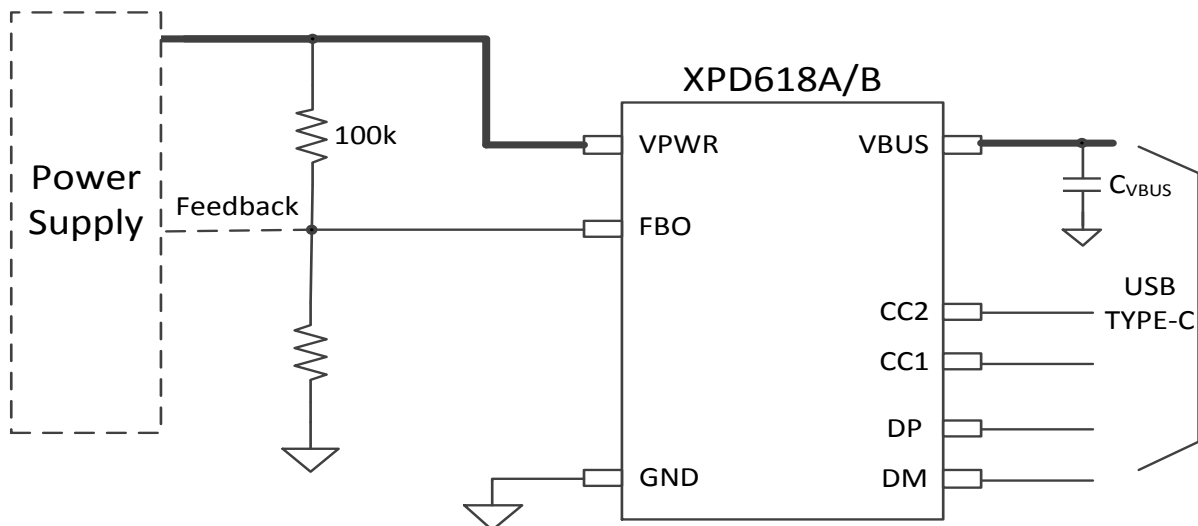 XPD618A/B
100k
VPWR
VBUS
Power
Supply
Feedback
FBO
CVBUS
CC2
USB
TYPE-C
CC1
DP
GND
DM